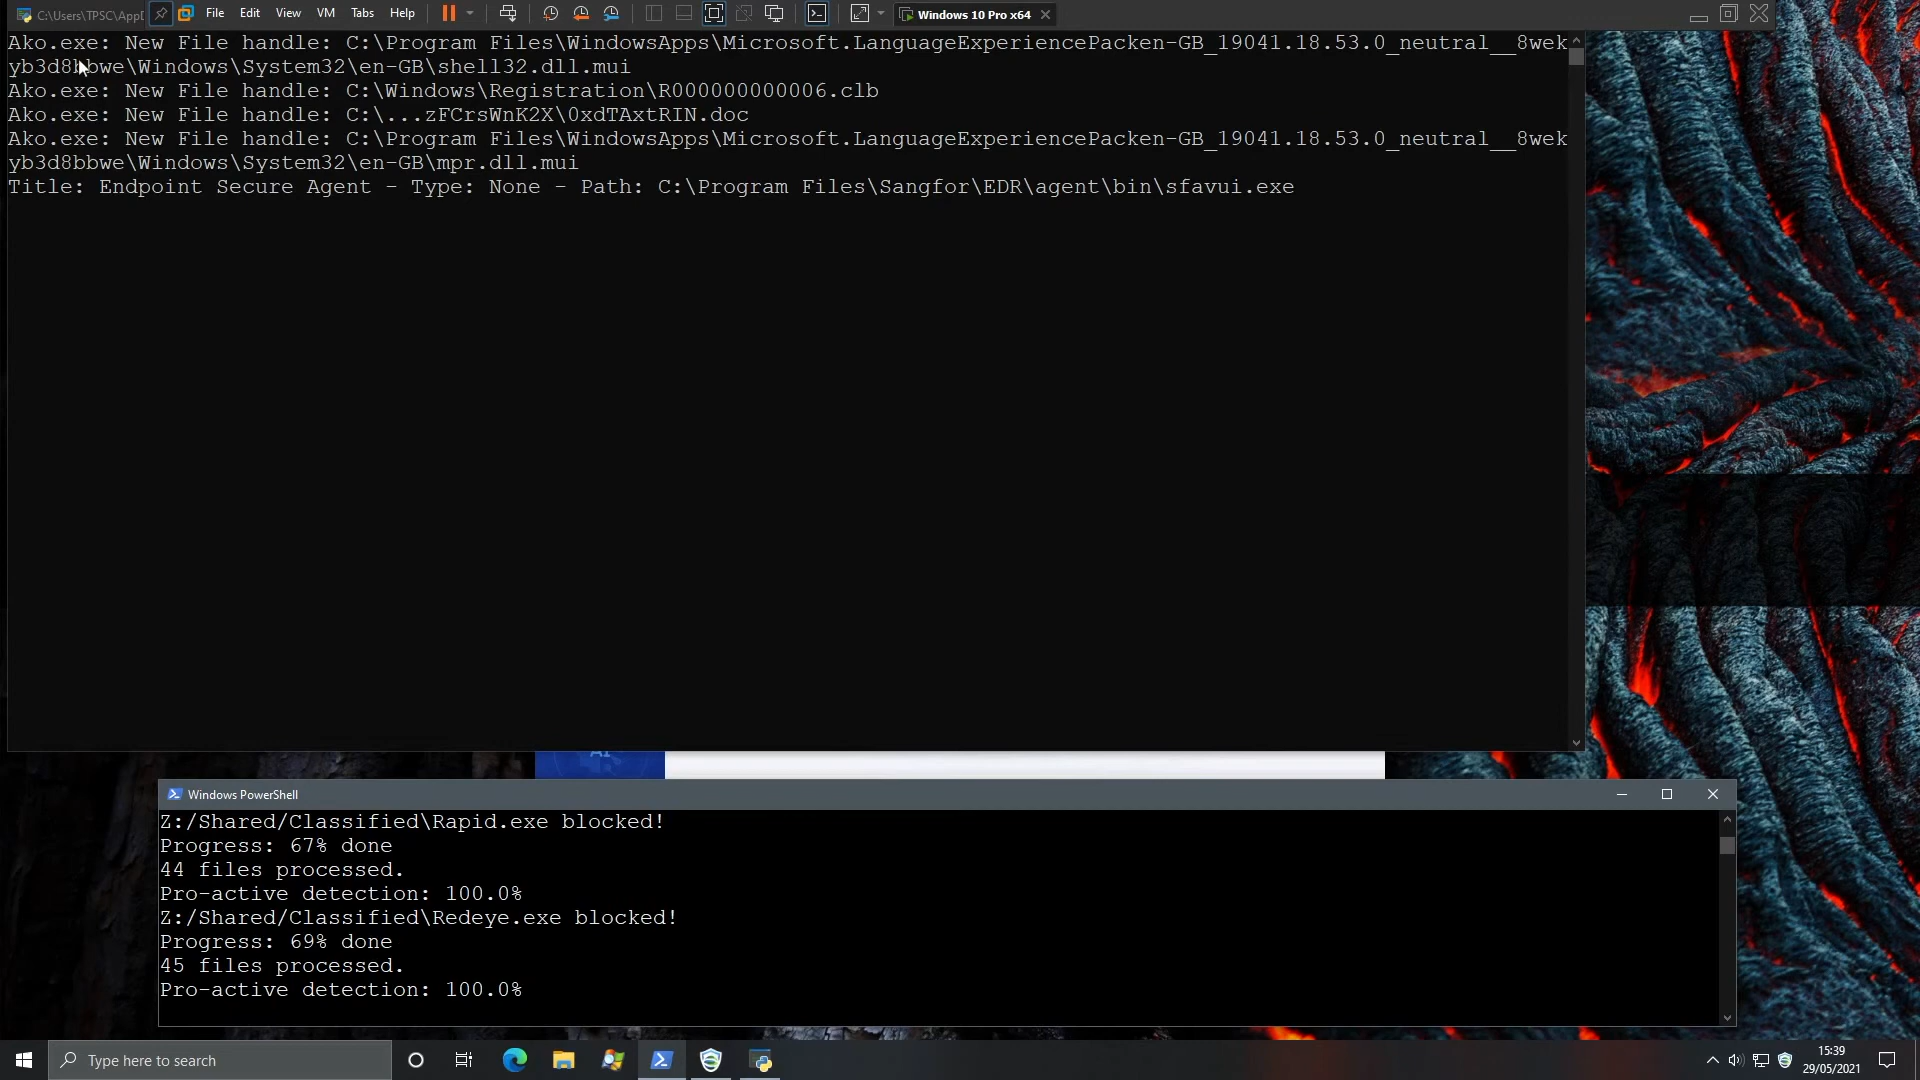 C:\Users\TPSC\AppD
File Edit View VM Tabs Help
Windows 10 Pro x64
Ako.exe: New File handle: C:\Program Files\WindowsApps\Microsoft.LanguageExperiencePacken-GB_19041.18.53.0_neutral__8wek
yb3d8bbwe\Windows\System32\en-GB\shell32.dll.mui
Ako.exe: New File handle: C:\Windows\Registration\R000000000006.clb
Ako.exe: New File handle: C:\...zFCrsWnK2X\0xdTAxtRIN.doc
Ako.exe: New File handle: C:\Program Files\WindowsApps\Microsoft.LanguageExperiencePacken-GB_19041.18.53.0_neutral__8wek
yb3d8bbwe\Windows\System32\en-GB\mpr.dll.mui
Title: Endpoint Secure Agent - Type: None - Path: C:\Program Files\Sangfor\EDR\agent\bin\sfavui.exe
AI
Windows PowerShell
Z:/Shared/Classified\Rapid.exe blocked!
Progress: 67% done
44 files processed.
Pro-active detection: 100.0%
Z:/Shared/Classified\Redeye.exe blocked!
Progress: 69% done
45 files processed.
Pro-active detection: 100.0%
Type here to search
15:39
29/05/2021